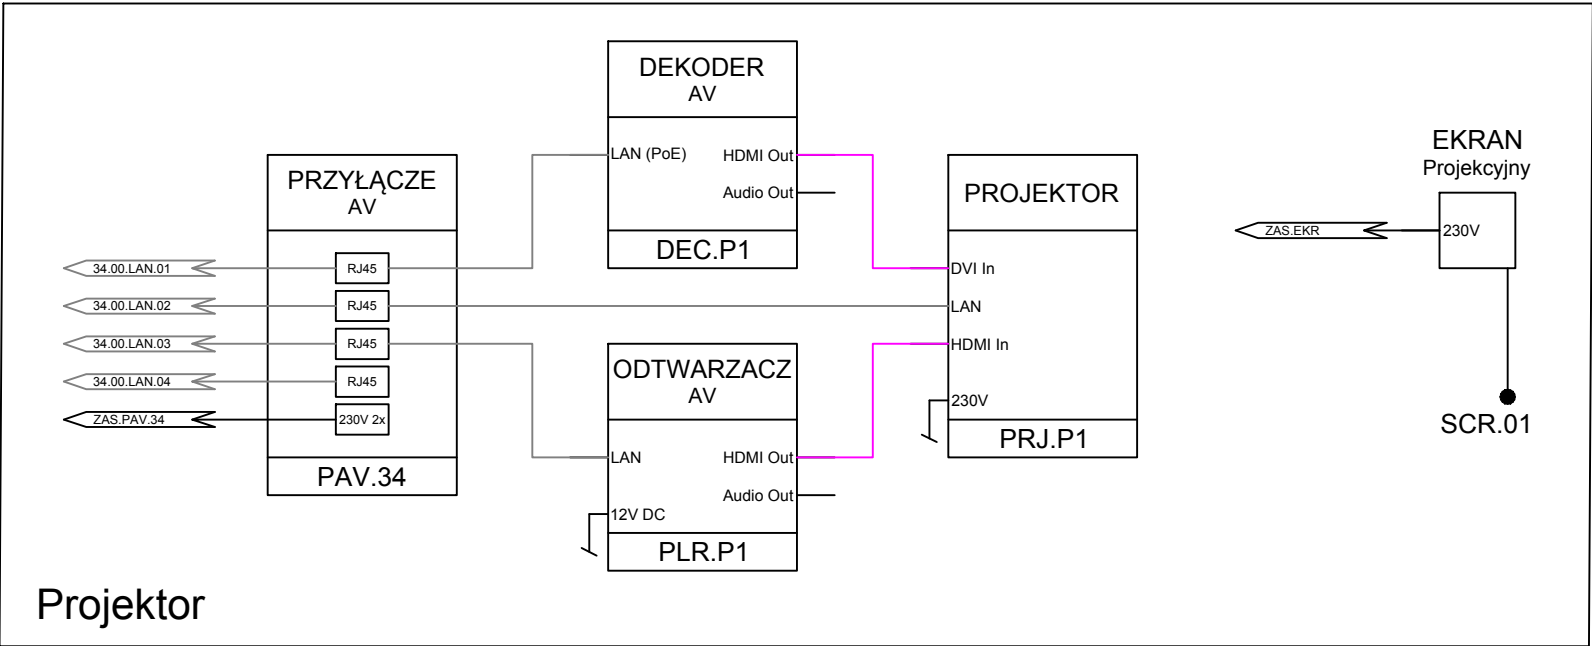 DEKODER
AV
LAN (PoE)
HDMI Out
Audio Out
DEC.P1
PRZYŁĄCZE
AV
34.00.LAN.01
RJ45
34.00.LAN.02
RJ45
34.00.LAN.03
RJ45
34.00.LAN.04
RJ45
ZAS.PAV.34
230V 2x
PAV.34
ODTWARZACZ
AV
LAN
HDMI Out
Audio Out
12V DC
PLR.P1
PROJEKTOR
DVI In
LAN
HDMI In
230V
PRJ.P1
EKRAN
Projekcyjny
ZAS.EKR
230V
SCR.01
Projektor